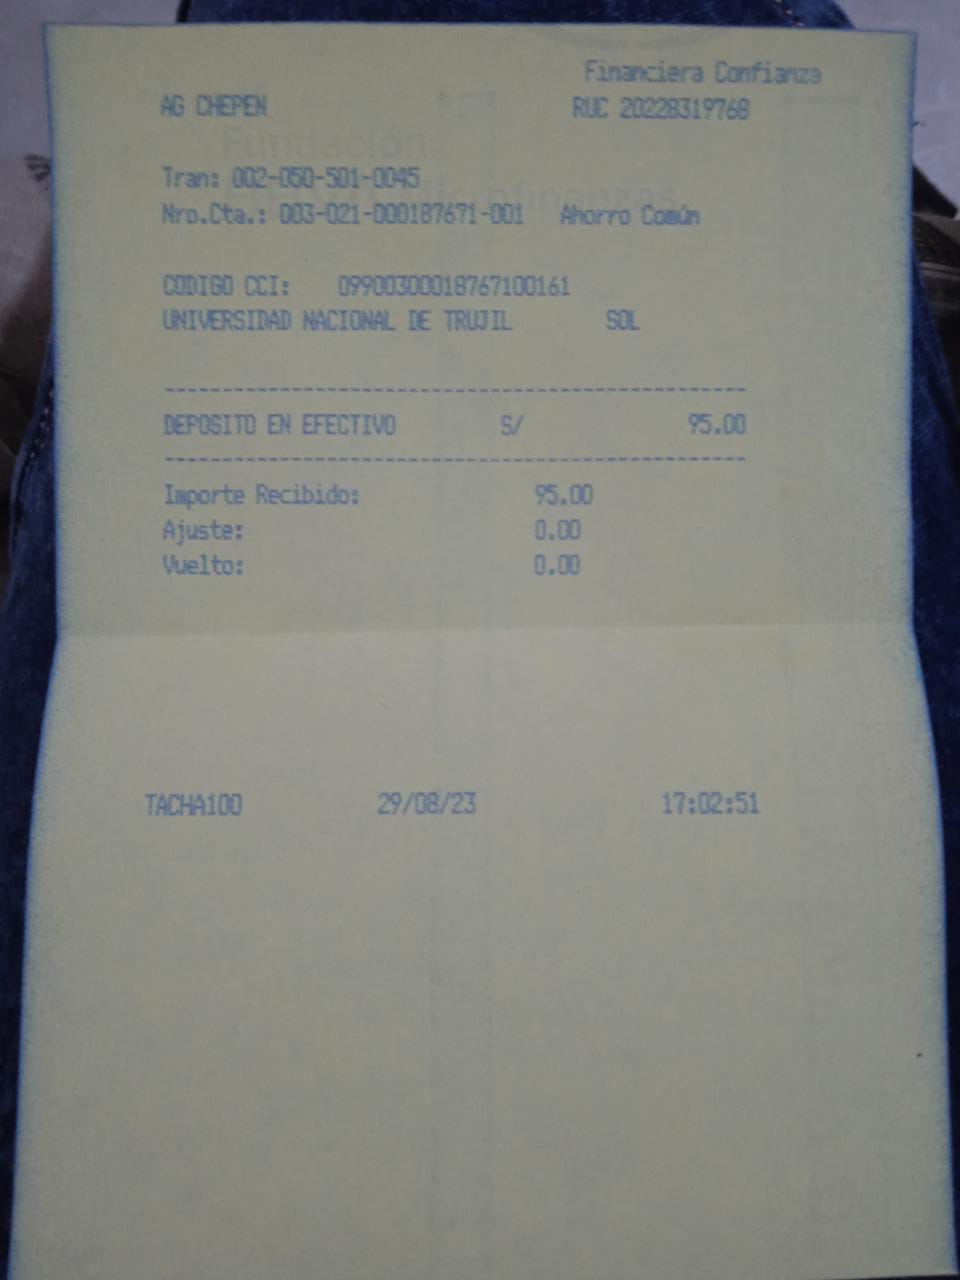 Financiera Confianza
AG CHEPEN RUC 20228319768
Fundación
Microfinanzas
Tran: 002-050-501-0045
Nro.Cta.: 003-021-000187671-001 Ahorro Común
CODIGO CCI: 09900300018767100161
UNIVERSIDAD NACIONAL DE TRUJIL SOL
--------------------------------------------------
DEPOSITO EN EFECTIVO S/ 95.00
--------------------------------------------------
Importe Recibido: 95.00
Ajuste: 0.00
Vuelto: 0.00
TACHA100 29/08/23 17:02:51